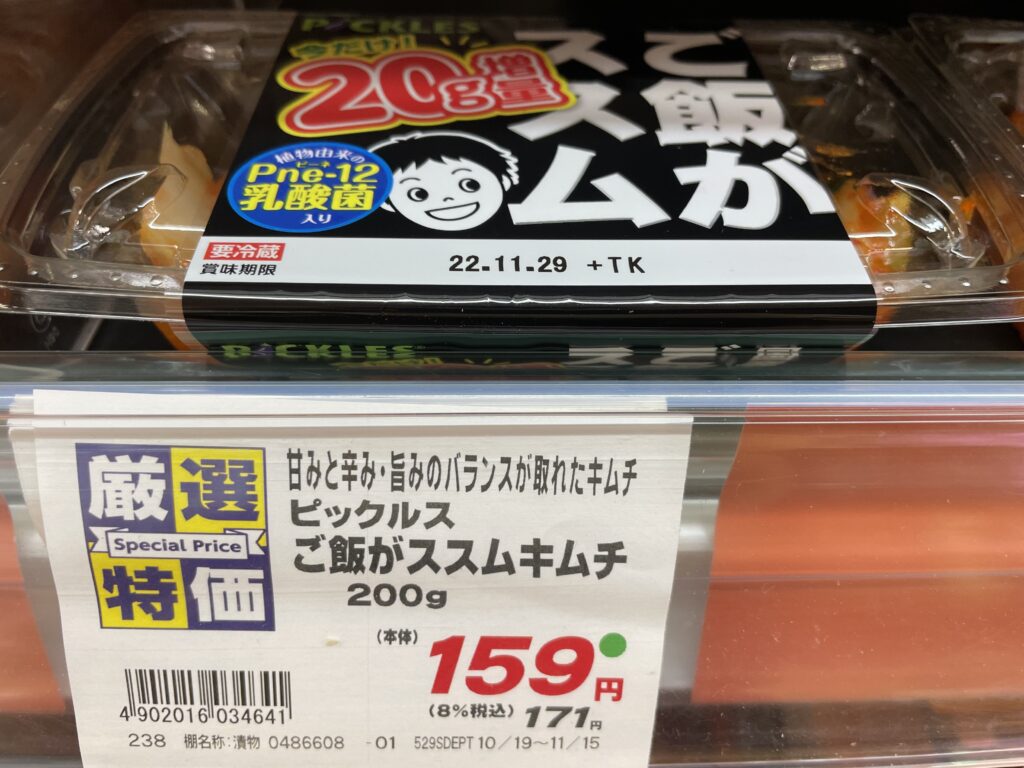 PICKLES
今だけ!!
20g増量
ご飯が
ススム
植物由来の
ピーネ
Pne-12
乳酸菌
入り
要冷蔵
賞味期限
22.11.29 +TK
PICKLES
厳選
Special Price
特価
甘みと辛み・旨みのバランスが取れたキムチ
ピックルス
ご飯がススムキムチ
200g
(本体)
159円
(8%税込) 171円
4 902016 034641
238 棚名称:漬物 0486608 -01 529SDEPT 10/19～11/15